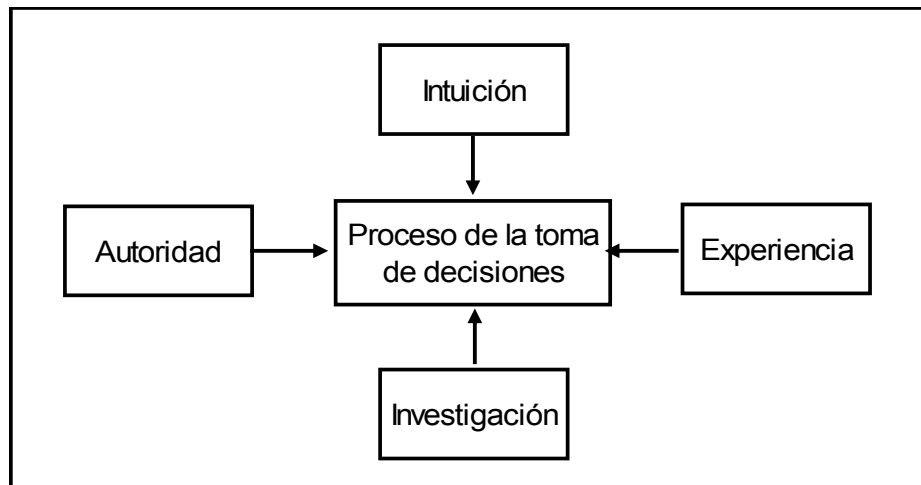 Intuición
Autoridad
Proceso de la toma
de decisiones
Experiencia
Investigación